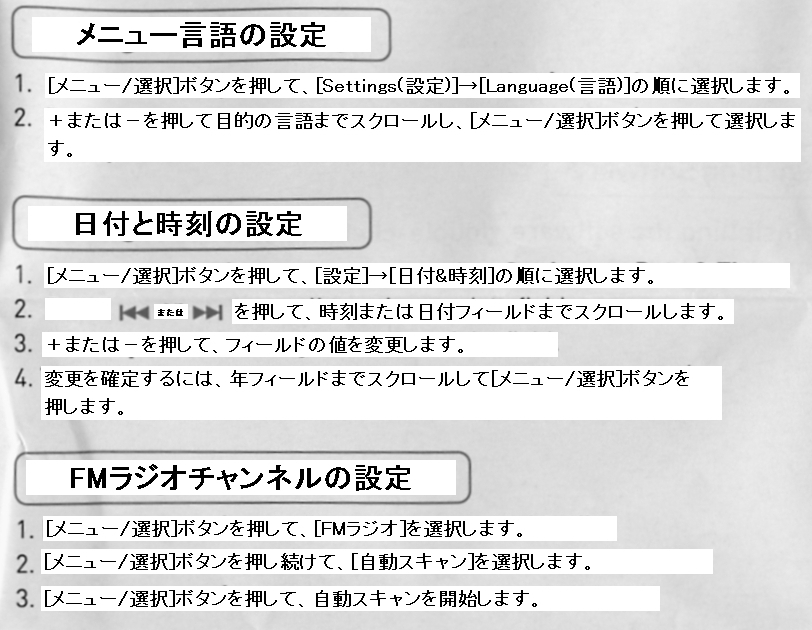 メニュー言語の設定
1. [メニュー/選択]ボタンを押して、[Settings(設定)]→[Language(言語)]の順に選択します。
2. ＋または－を押して目的の言語までスクロールし、[メニュー/選択]ボタンを押して選択しま
す。
日付と時刻の設定
1. [メニュー/選択]ボタンを押して、[設定]→[日付&時刻]の順に選択します。
2. または を押して、時刻または日付フィールドまでスクロールします。
3. ＋または－を押して、フィールドの値を変更します。
4. 変更を確定するには、年フィールドまでスクロールして[メニュー/選択]ボタンを
押します。
FMラジオチャンネルの設定
1. [メニュー/選択]ボタンを押して、[FMラジオ]を選択します。
2. [メニュー/選択]ボタンを押し続けて、[自動スキャン]を選択します。
3. [メニュー/選択]ボタンを押して、自動スキャンを開始します。